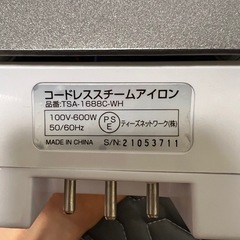 コードレススチームアイロン
品番:TSA-1688C-WH
100V-600W
50/60Hz
PSE
ティーズネットワーク(株)
MADE IN CHINA
S/N:21053711